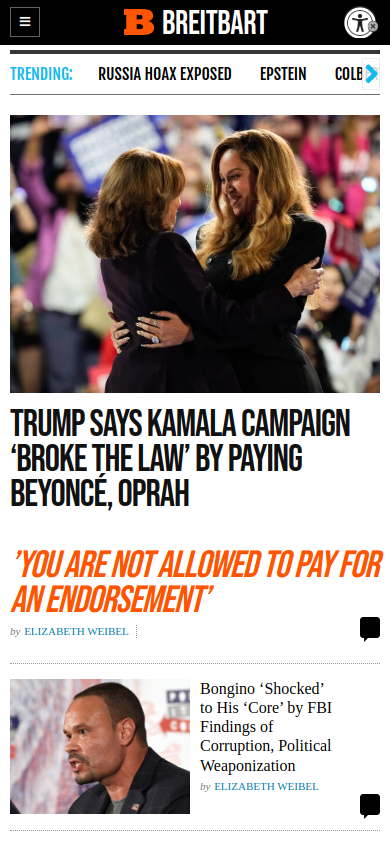 BREITBART
TRENDING: RUSSIA HOAX EXPOSED EPSTEIN COLB
TRUMP SAYS KAMALA CAMPAIGN
‘BROKE THE LAW’ BY PAYING
BEYONCÉ, OPRAH
’YOU ARE NOT ALLOWED TO PAY FOR
AN ENDORSEMENT’
by ELIZABETH WEIBEL
Bongino ‘Shocked’
to His ‘Core’ by FBI
Findings of
Corruption, Political
Weaponization
by ELIZABETH WEIBEL